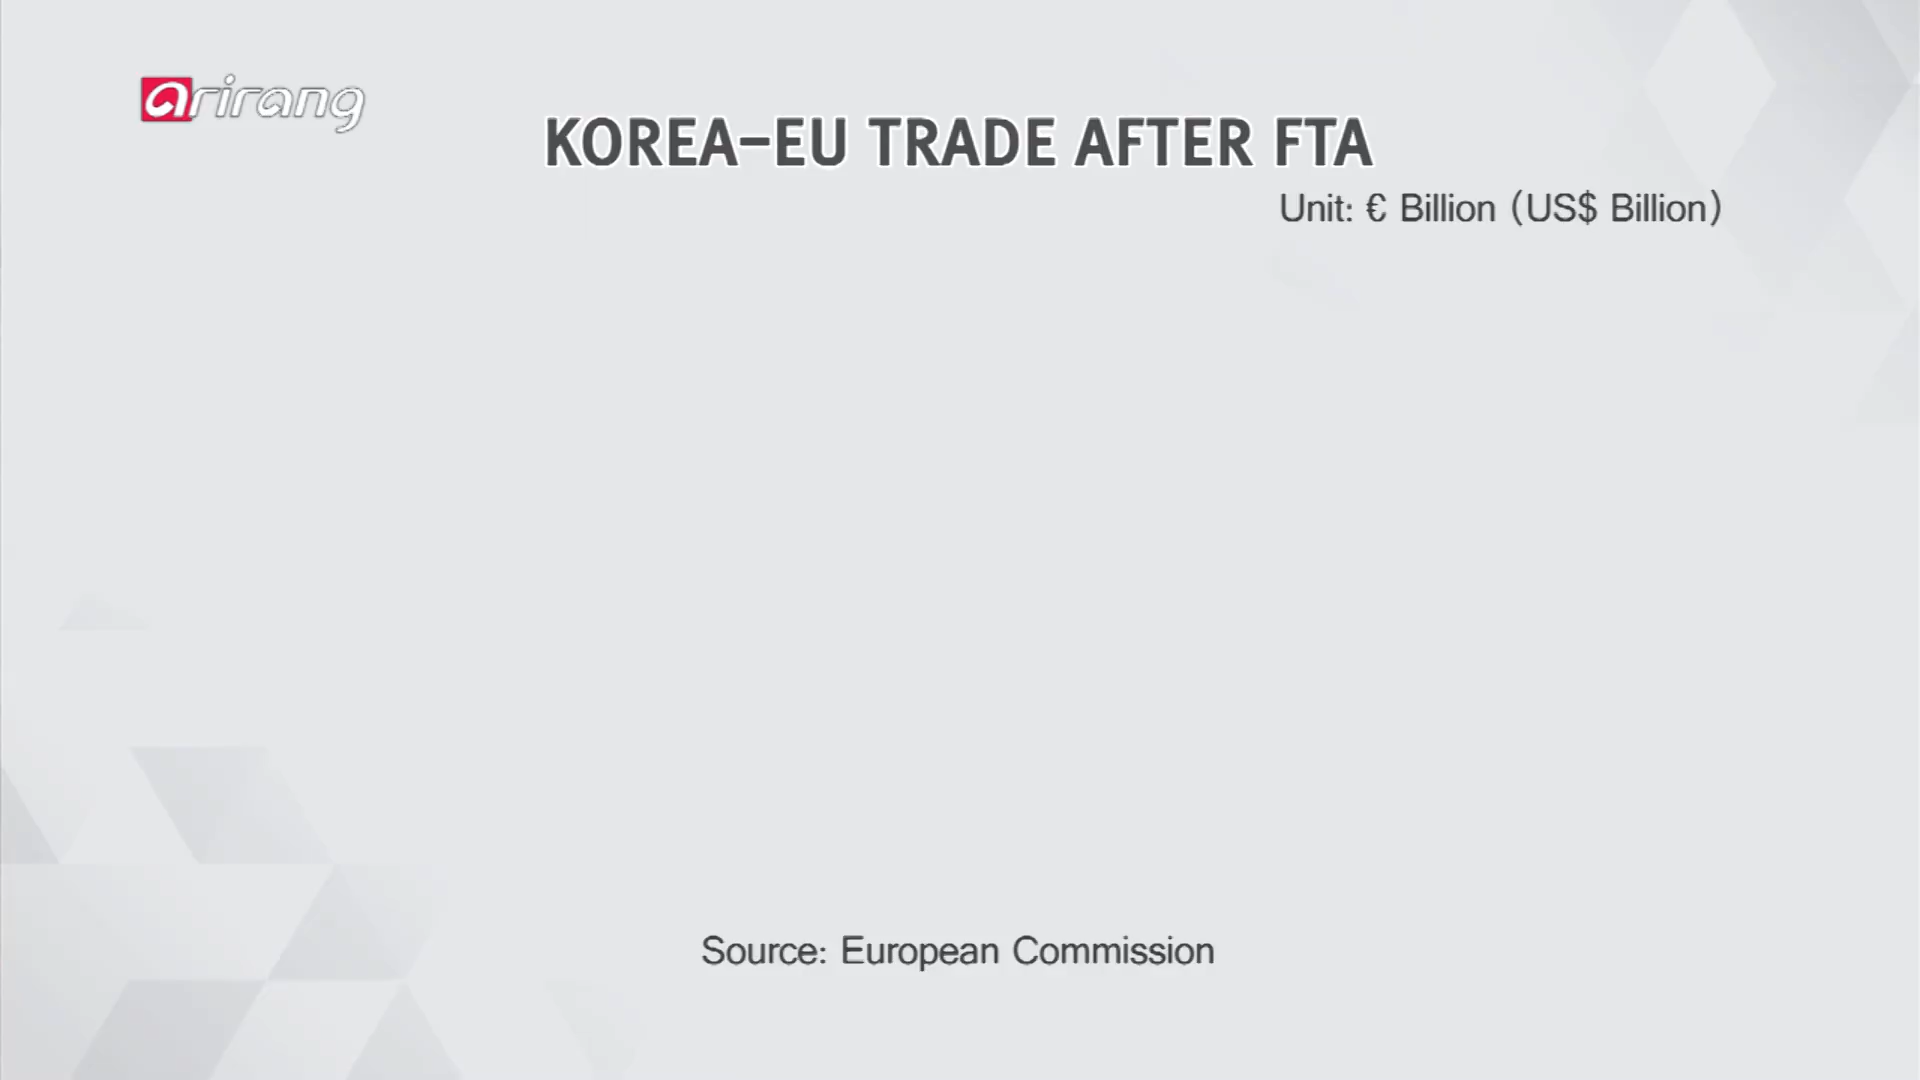 arirang
KOREA-EU TRADE AFTER FTA
Unit: € Billion (US$ Billion)
Source: European Commission